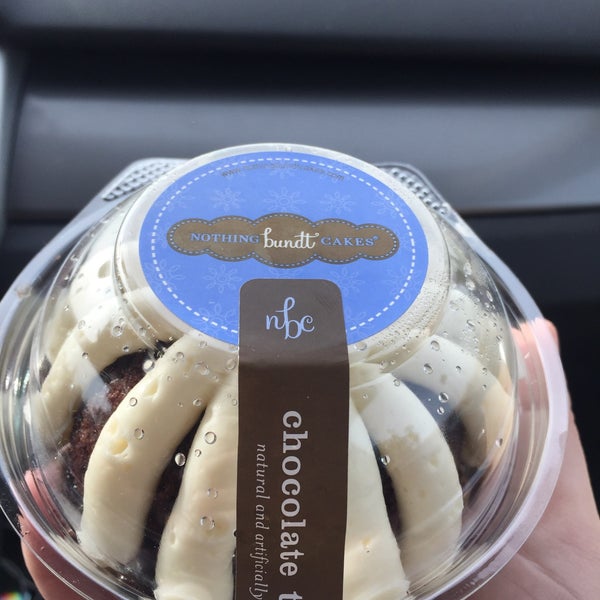 NOTHING bundt CAKES®
nbc
chocolate
natural and artificially